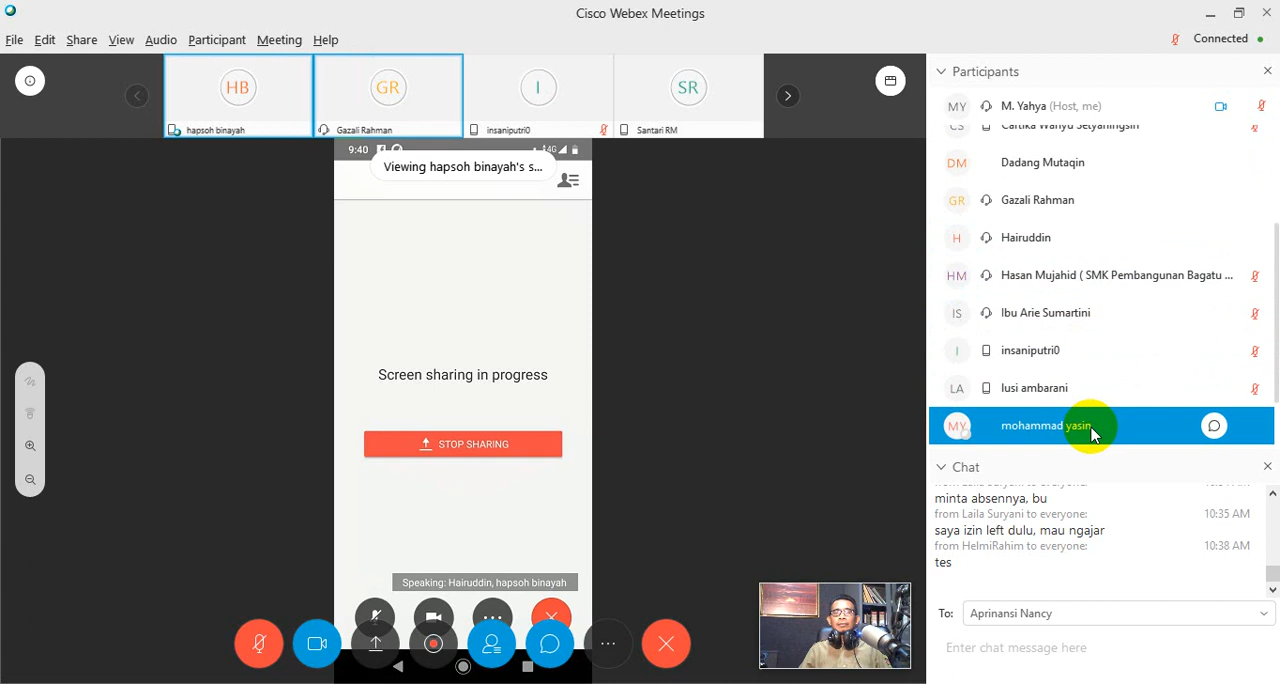 Cisco Webex Meetings
File Edit Share View Audio Participant Meeting Help
Connected
HB
GR
I
SR
hapsoh binayah
Gazali Rahman
insaniputri0
Santari RM
9:40
4G
Viewing hapsoh binayah's s...
Screen sharing in progress
STOP SHARING
Speaking: Hairuddin, hapsoh binayah
Participants
MY M. Yahya (Host, me)
CS Cartika Wahyu Setyaningsih
DM Dadang Mutaqin
GR Gazali Rahman
H Hairuddin
HM Hasan Mujahid ( SMK Pembangunan Bagatu ...
IS Ibu Arie Sumartini
I insaniputri0
LA lusi ambarani
MY mohammad yasin
Chat
minta absennya, bu
from Laila Suryani to everyone: 10:35 AM
saya izin left dulu, mau ngajar
from HelmiRahim to everyone: 10:38 AM
tes
To: Aprinansi Nancy
Enter chat message here